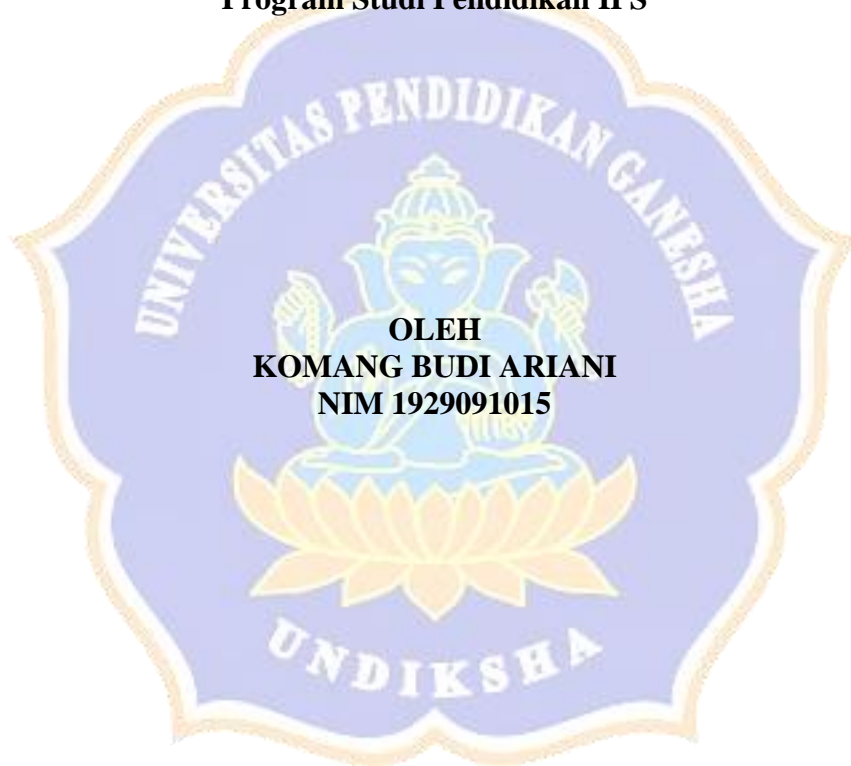 Program Studi Pendidikan IPS
UNIVERSITAS PENDIDIKAN GANESHA
OLEH
KOMANG BUDI ARIANI
NIM 1929091015
UNDIKSHA